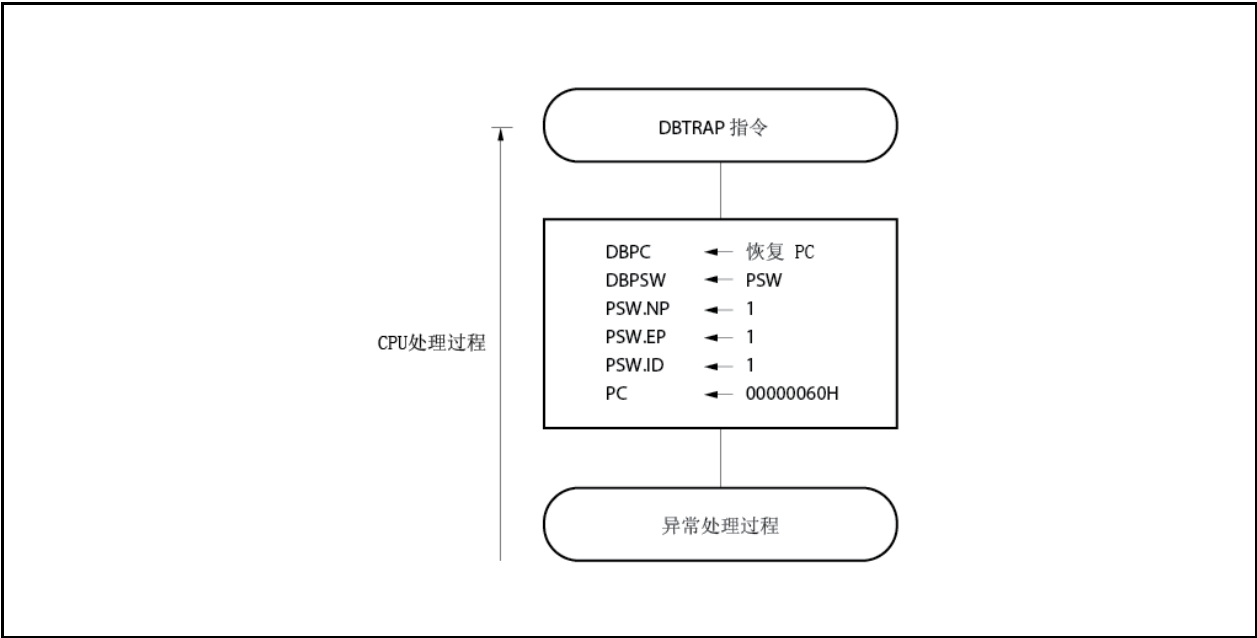 DBTRAP 指令
DBPC ← 恢复 PC
DBPSW ← PSW
PSW.NP ← 1
PSW.EP ← 1
PSW.ID ← 1
PC ← 00000060H
CPU处理过程
异常处理过程